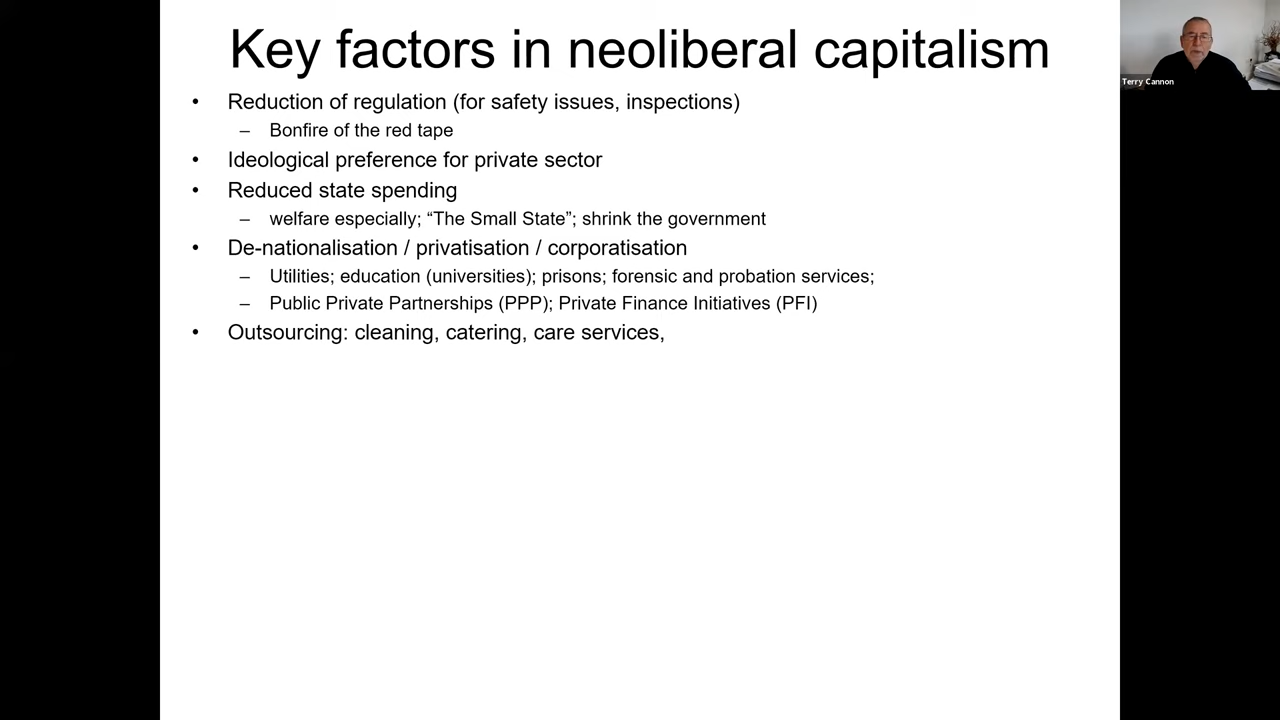 Key factors in neoliberal capitalism
• Reduction of regulation (for safety issues, inspections)
– Bonfire of the red tape
• Ideological preference for private sector
• Reduced state spending
– welfare especially; “The Small State”; shrink the government
• De-nationalisation / privatisation / corporatisation
– Utilities; education (universities); prisons; forensic and probation services;
– Public Private Partnerships (PPP); Private Finance Initiatives (PFI)
• Outsourcing: cleaning, catering, care services,
Terry Cannon